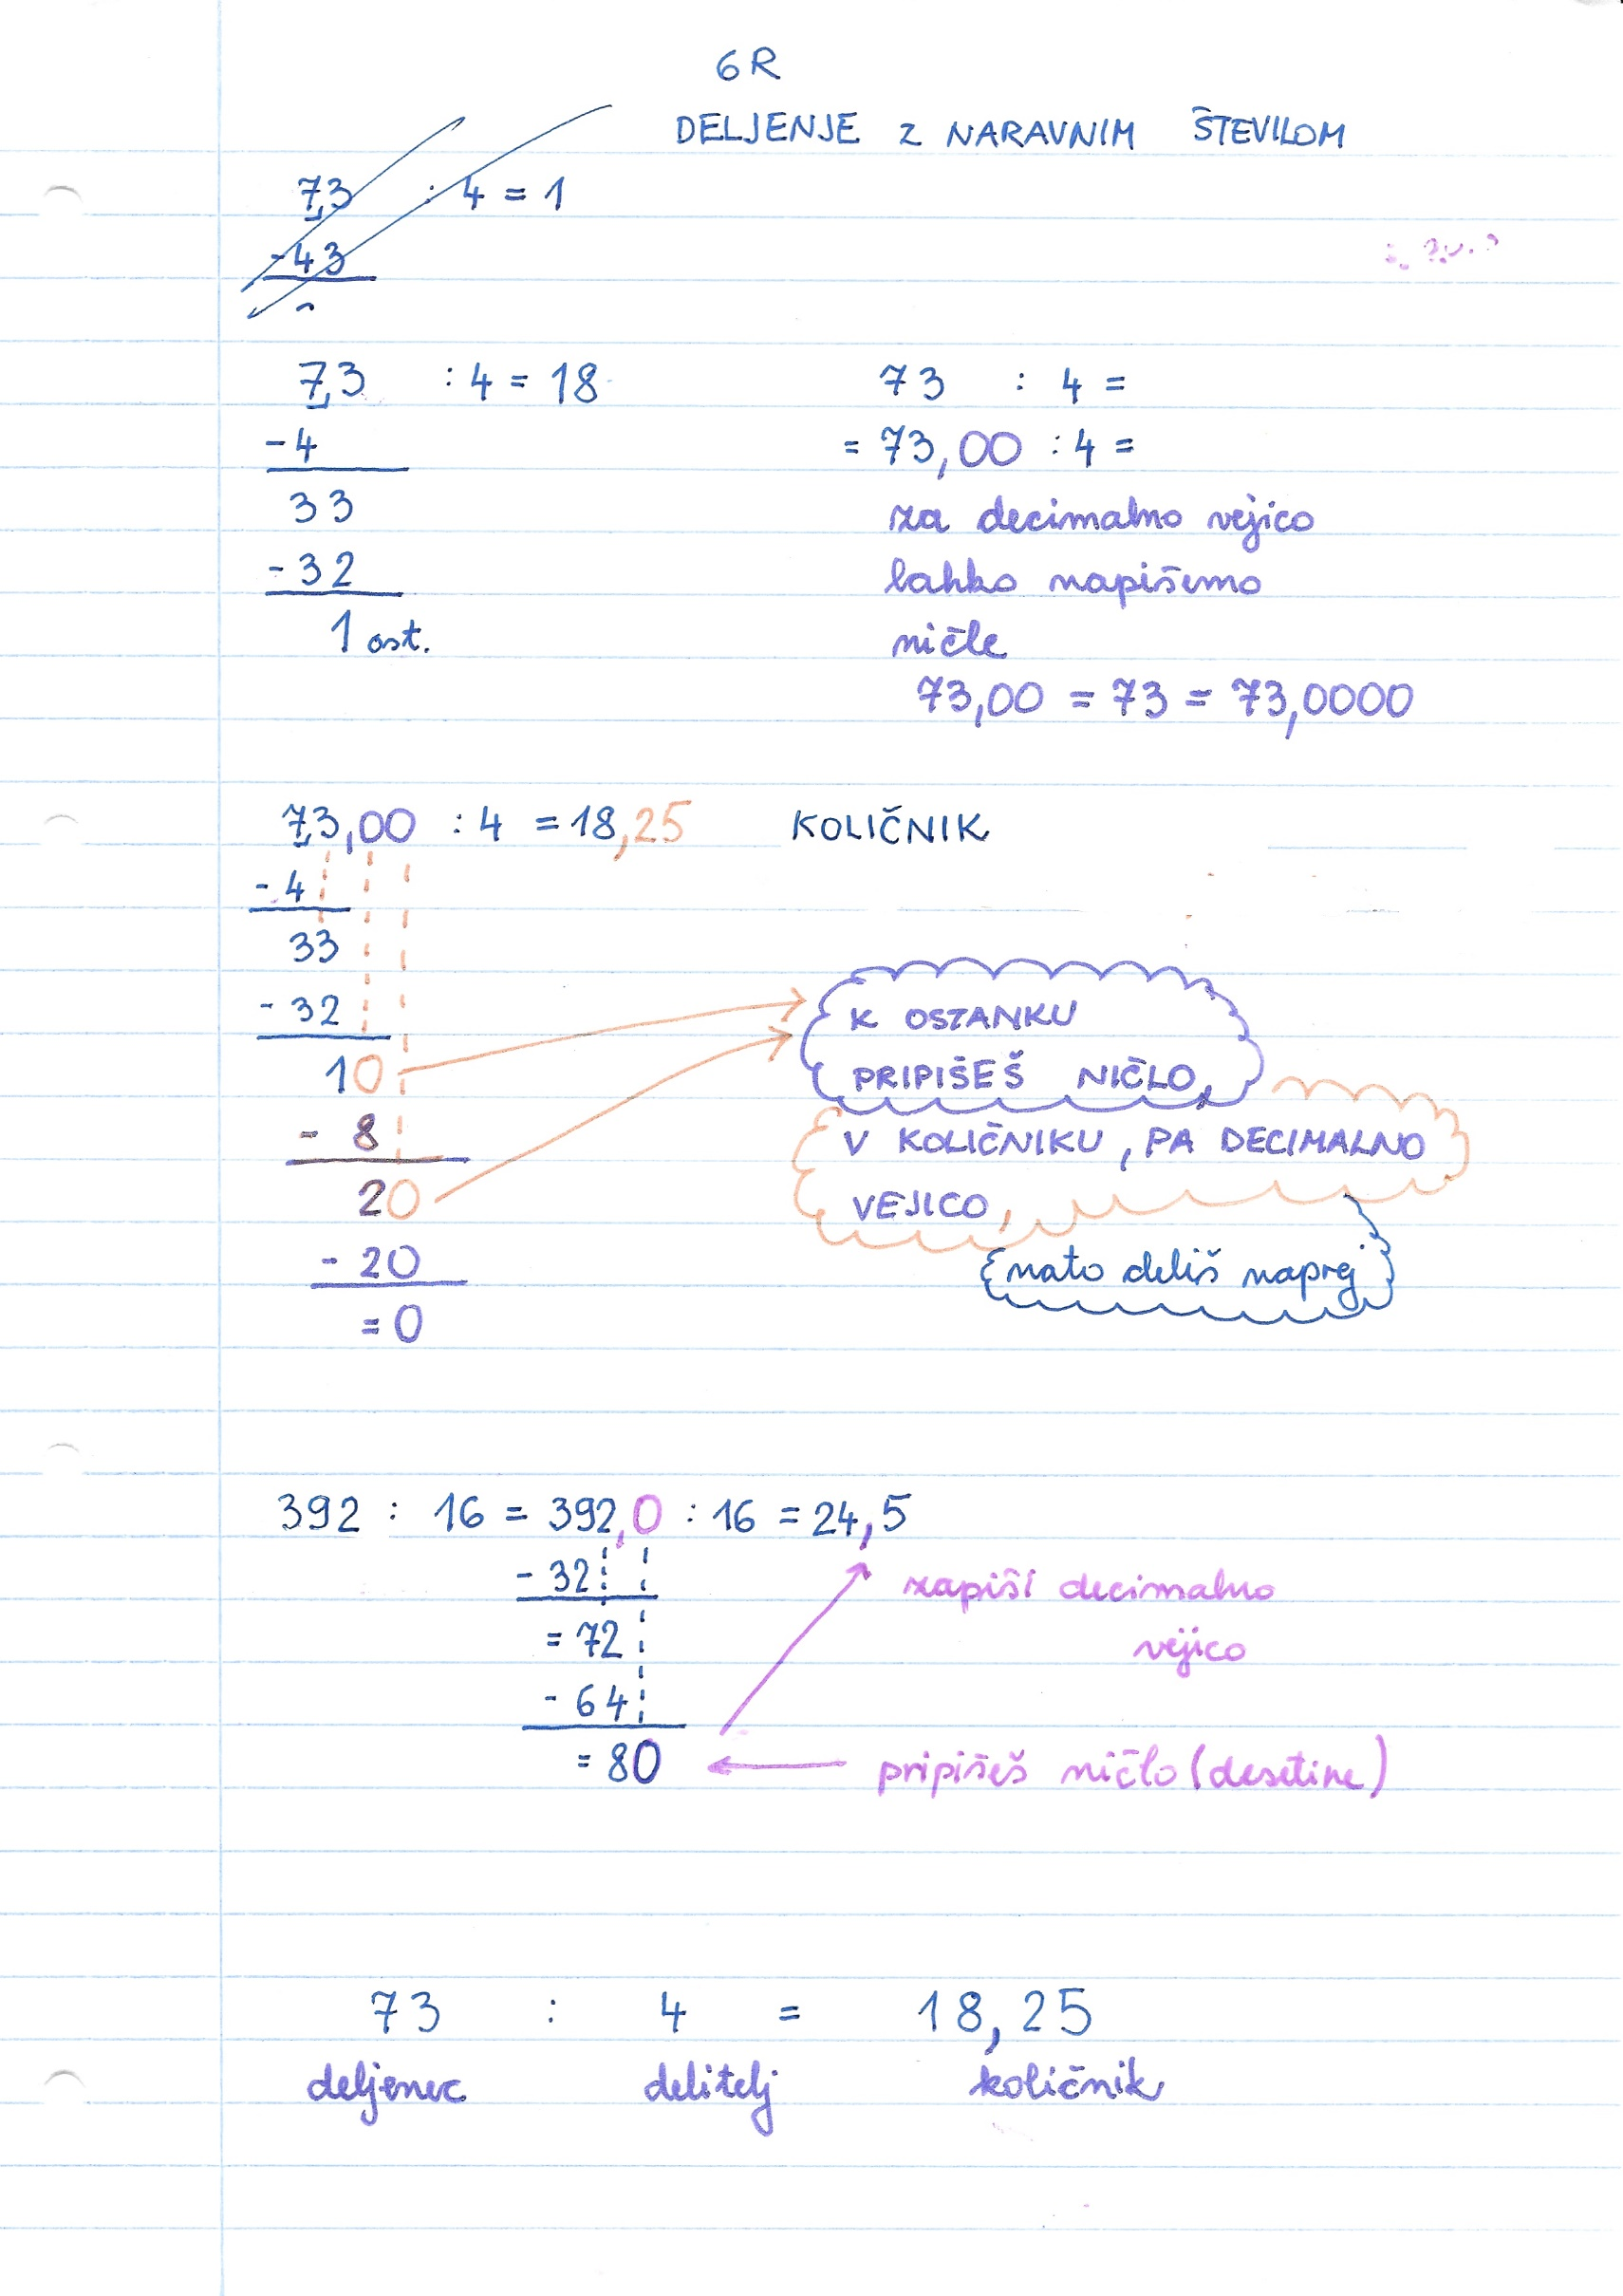 6R
DELJENJE Z NARAVNIM ŠTEVILOM
73 : 4 = 1
-43
73 : 4 = 18
-4
33
-32
1 ost.
73 : 4 =
= 73,00 : 4 =
za decimalno vejico
lahko napišemo
ničle
73,00 = 73 = 73,0000
73,00 : 4 = 18,25 KOLIČNIK
-4
33
-32
10
- 8
20
- 20
= 0
K OSTANKU
PRIPIŠEŠ NIČLO,
V KOLIČNIKU, PA DECIMALNO
VEJICO,
nato deliš naprej
392 : 16 = 392,0 : 16 = 24,5
- 32
= 72
- 64
= 80
zapiši decimalno
vejico
pripišeš ničlo (desetine)
73 : 4 = 18,25
deljenec delitelj količnik